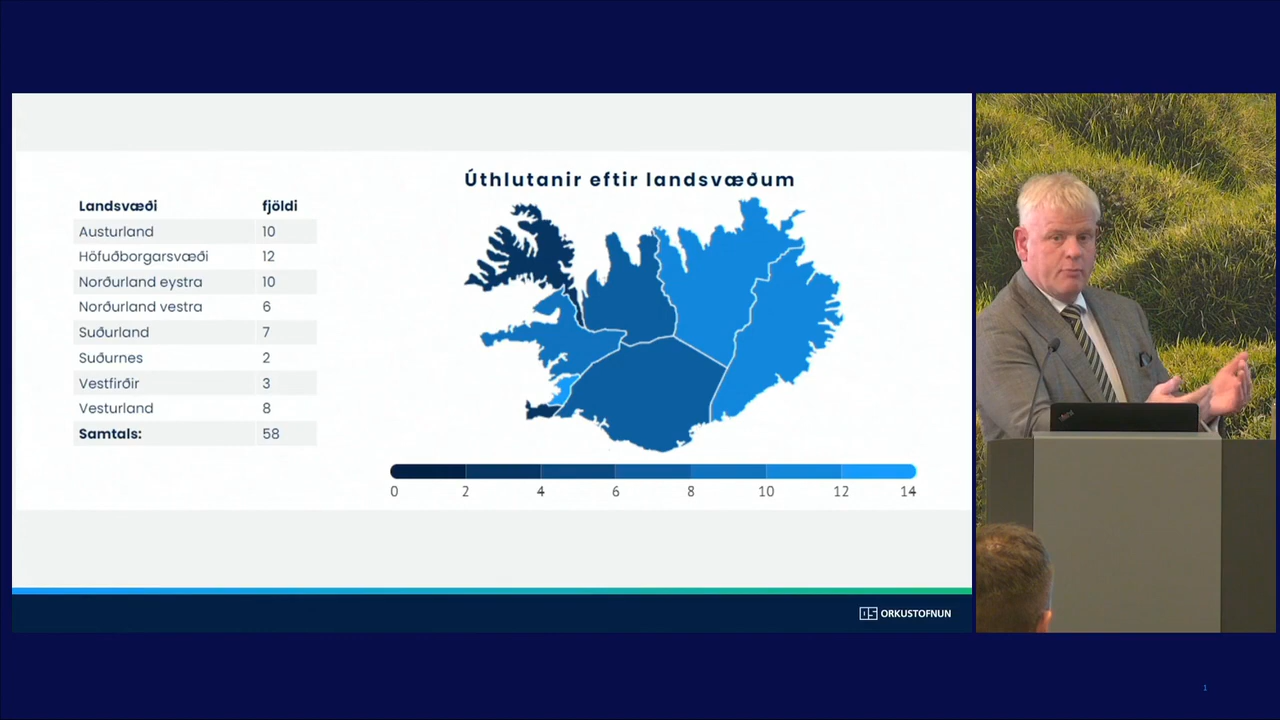 Úthlutanir eftir landsvæðum
Landsvæði fjöldi
Austurland 10
Höfuðborgarsvæði 12
Norðurland eystra 10
Norðurland vestra 6
Suðurland 7
Suðurnes 2
Vestfirðir 3
Vesturland 8
Samtals: 58
0 2 4 6 8 10 12 14
ORKUSTOFNUN
1